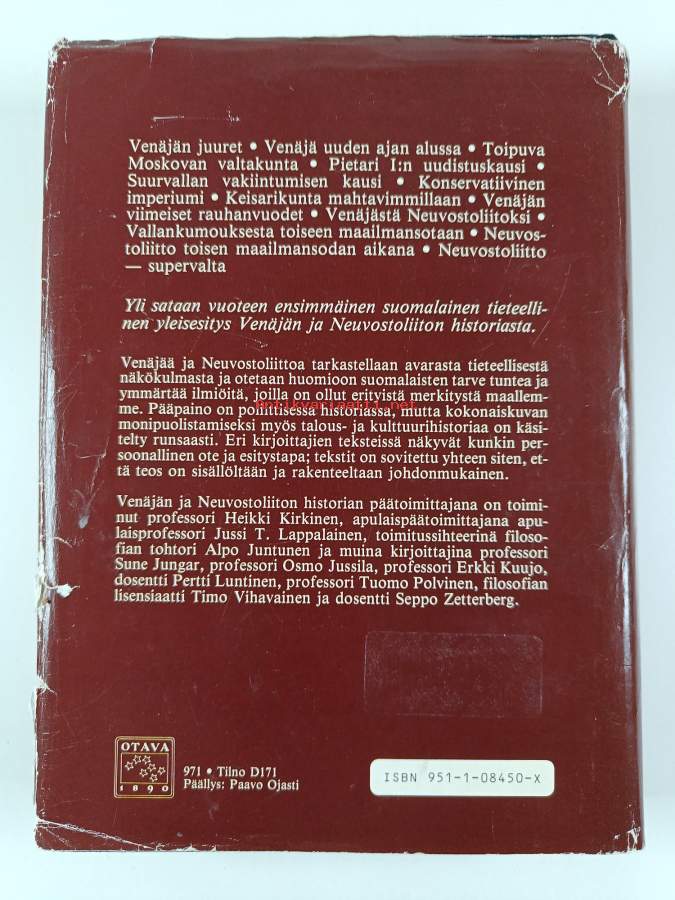 Venäjän juuret • Venäjä uuden ajan alussa • Toipuva
Moskovan valtakunta • Pietari I:n uudistuskausi •
Suurvallan vakiintumisen kausi • Konservatiivinen
imperiumi • Keisarikunta mahtavimmillaan • Venäjän
viimeiset rauhanvuodet • Venäjästä Neuvostoliitoksi •
Vallankumouksesta toiseen maailmansotaan • Neuvos-
toliitto toisen maailmansodan aikana • Neuvostoliitto
— supervalta
Yli sataan vuoteen ensimmäinen suomalainen tieteelli-
nen yleisesitys Venäjän ja Neuvostoliiton historiasta.
Venäjää ja Neuvostoliittoa tarkastellaan avarasta tieteellisestä
näkökulmasta ja otetaan huomioon suomalaisten tarve tuntea ja
ymmärtää ilmiöitä, joilla on ollut erityistä merkitystä maallem-
me. Pääpaino on poliittisessa historiassa, mutta kokonaiskuvan
antikvariaatti.net
monipuolistamiseksi myös talous- ja kulttuurihistoriaa on käsi-
telty runsaasti. Eri kirjoittajien teksteissä näkyvät kunkin per-
soonallinen ote ja esitystapa; tekstit on sovitettu yhteen siten, et-
tä teos on sisällöltään ja rakenteeltaan johdonmukainen.
Venäjän ja Neuvostoliiton historian päätoimittajana on toimi-
nut professori Heikki Kirkinen, apulaispäätoimittajana apu-
laisprofessori Jussi T. Lappalainen, toimitussihteerinä filoso-
fian tohtori Alpo Juntunen ja muina kirjoittajina professori
Sune Jungar, professori Osmo Jussila, professori Erkki Kuujo,
dosentti Pertti Luntinen, professori Tuomo Polvinen, filosofian
lisensiaatti Timo Vihavainen ja dosentti Seppo Zetterberg.
OTAVA
1890
971 • Tilno D171
Päällys: Paavo Ojasti
ISBN 951-1-08450-X